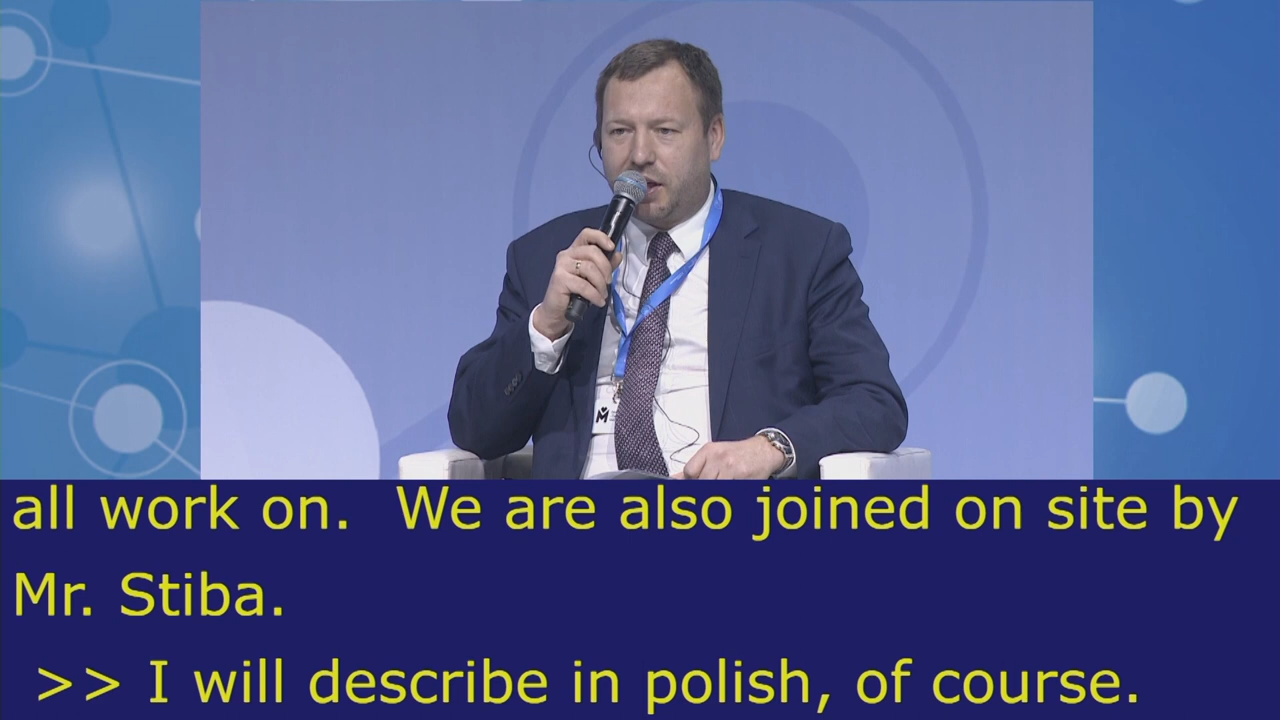 all work on.  We are also joined on site by
Mr. Stiba.
>> I will describe in polish, of course.